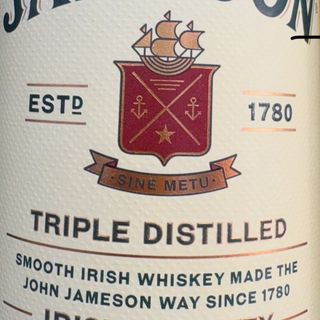 ESTD 1780
· SINE METU ·
TRIPLE DISTILLED
SMOOTH IRISH WHISKEY MADE THE
JOHN JAMESON WAY SINCE 1780